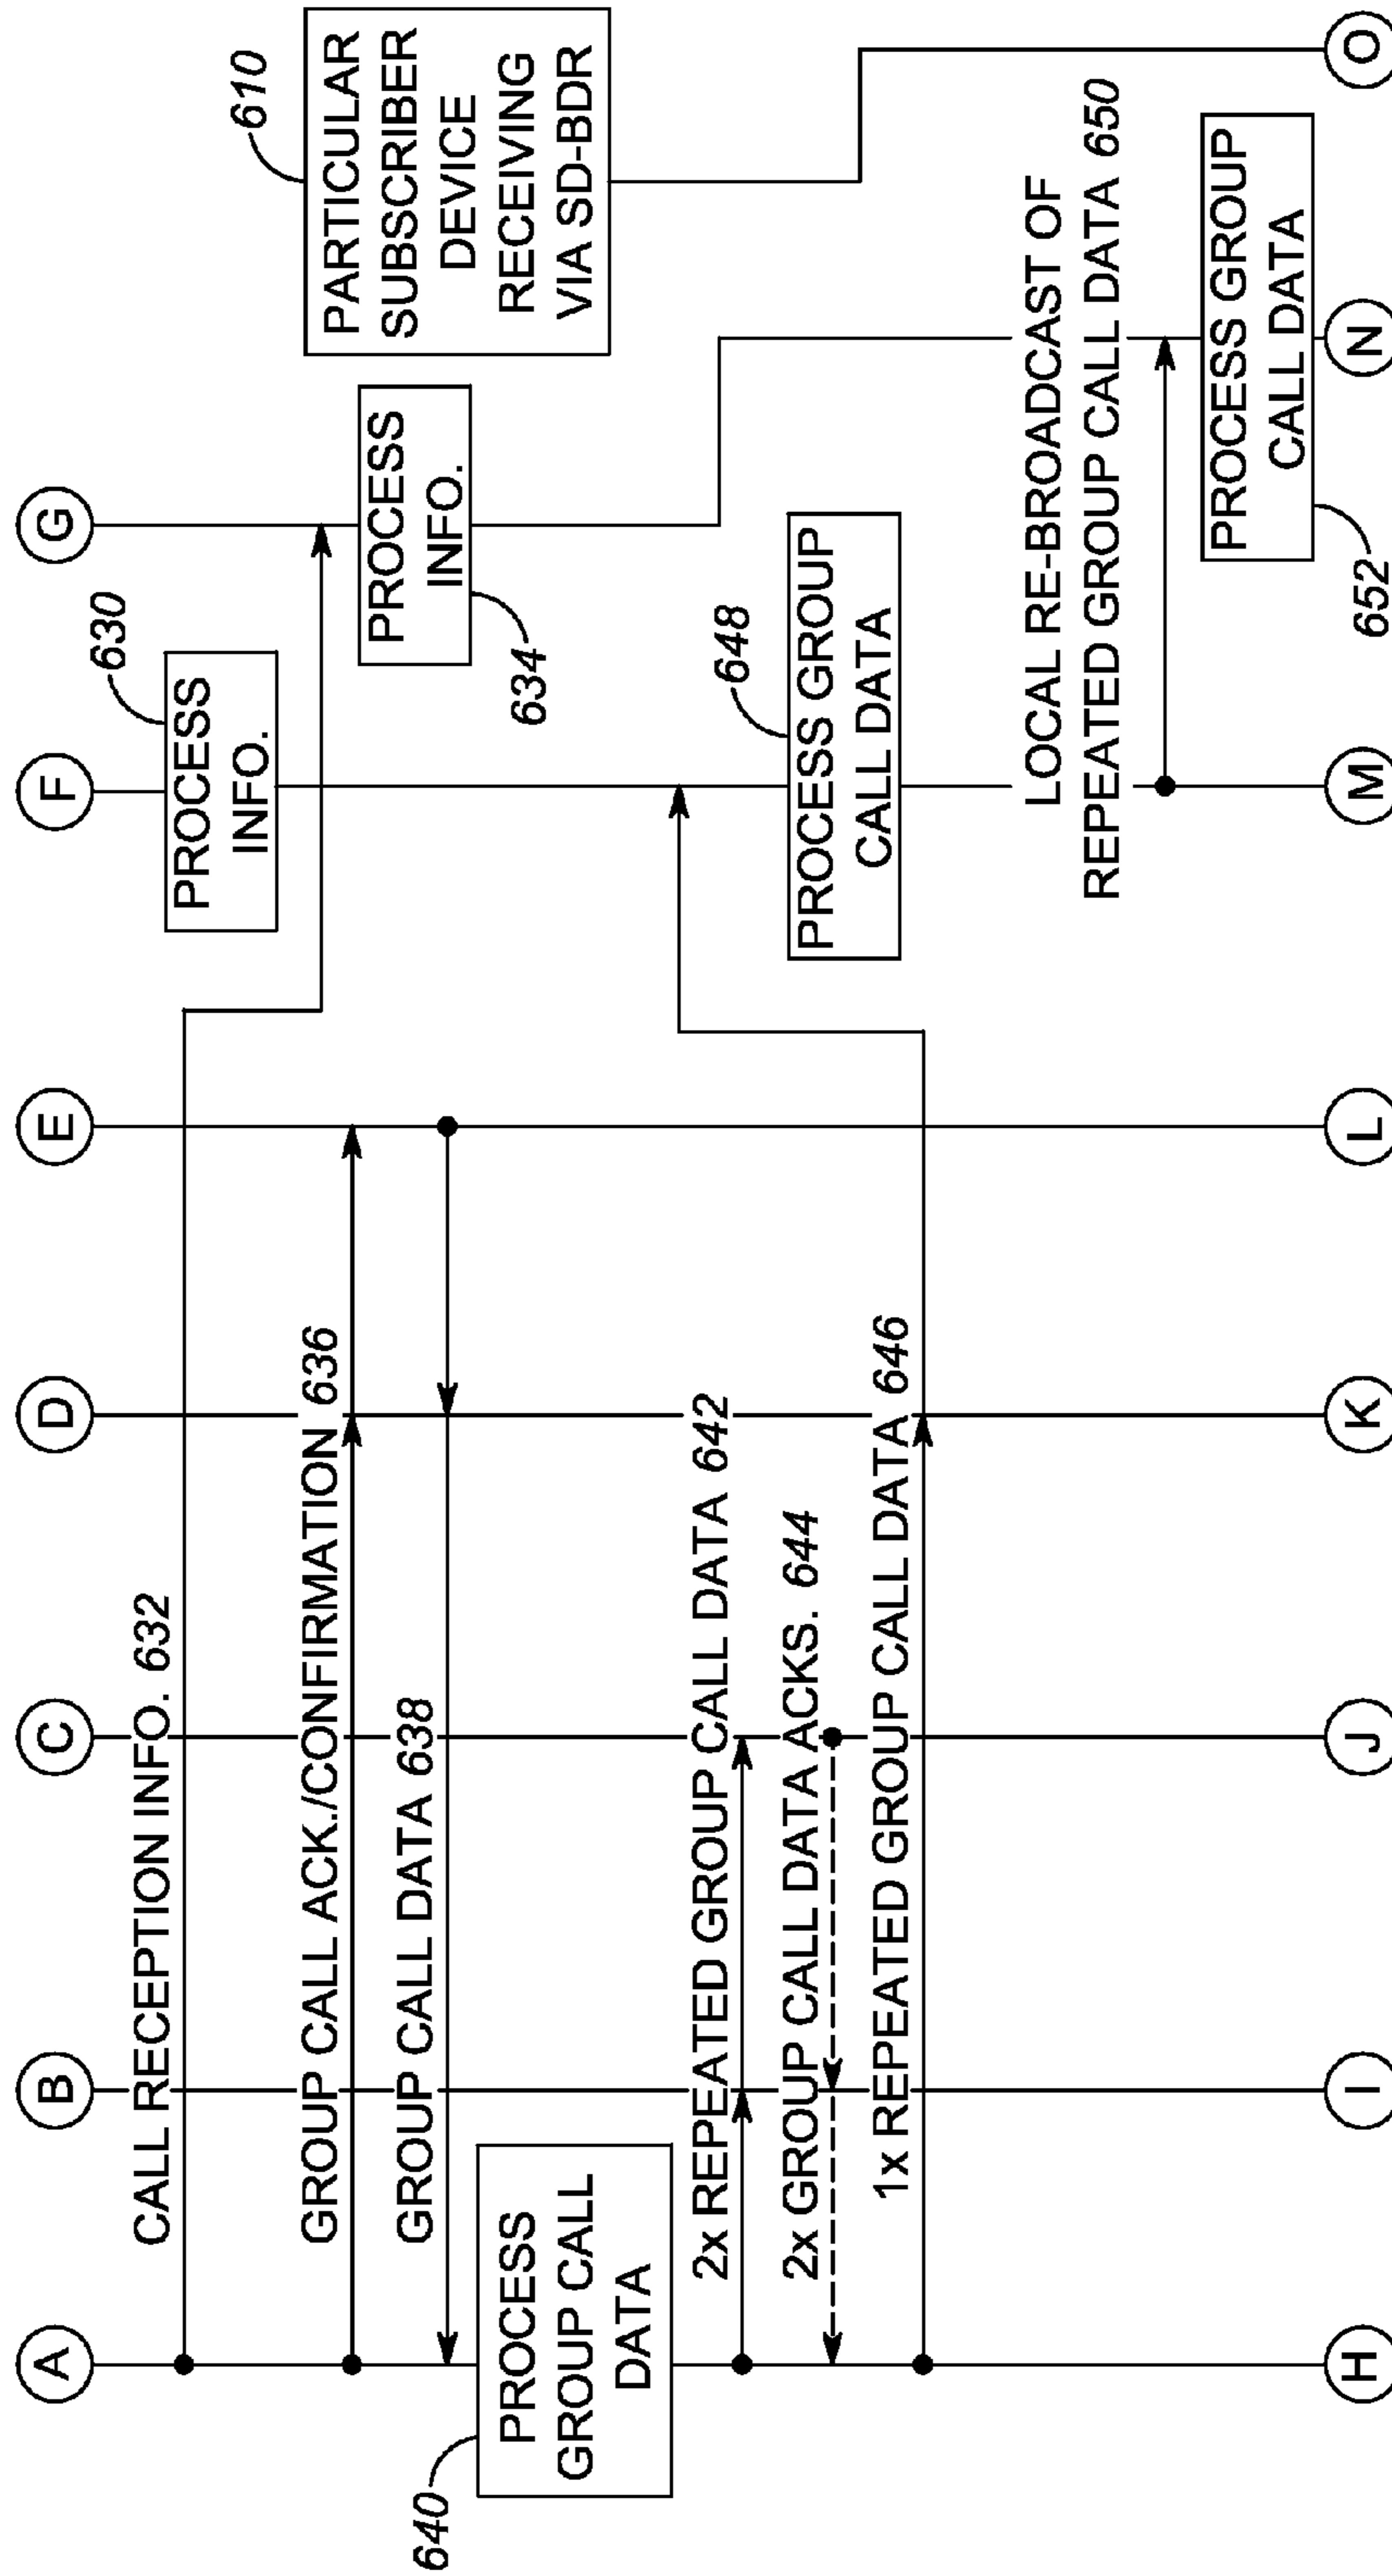 A
B
C
D
E
F
G
CALL RECEPTION INFO. 632
630
PROCESS
INFO.
610
PARTICULAR
SUBSCRIBER
DEVICE
RECEIVING
VIA SD-BDR
GROUP CALL ACK./CONFIRMATION 636
PROCESS
INFO.
634
GROUP CALL DATA 638
640
PROCESS
GROUP CALL
DATA
2x REPEATED GROUP CALL DATA 642
2x GROUP CALL DATA ACKS. 644
1x REPEATED GROUP CALL DATA 646
648
PROCESS GROUP
CALL DATA
LOCAL RE-BROADCAST OF
REPEATED GROUP CALL DATA 650
PROCESS GROUP
CALL DATA
652
H
I
J
K
L
M
N
O